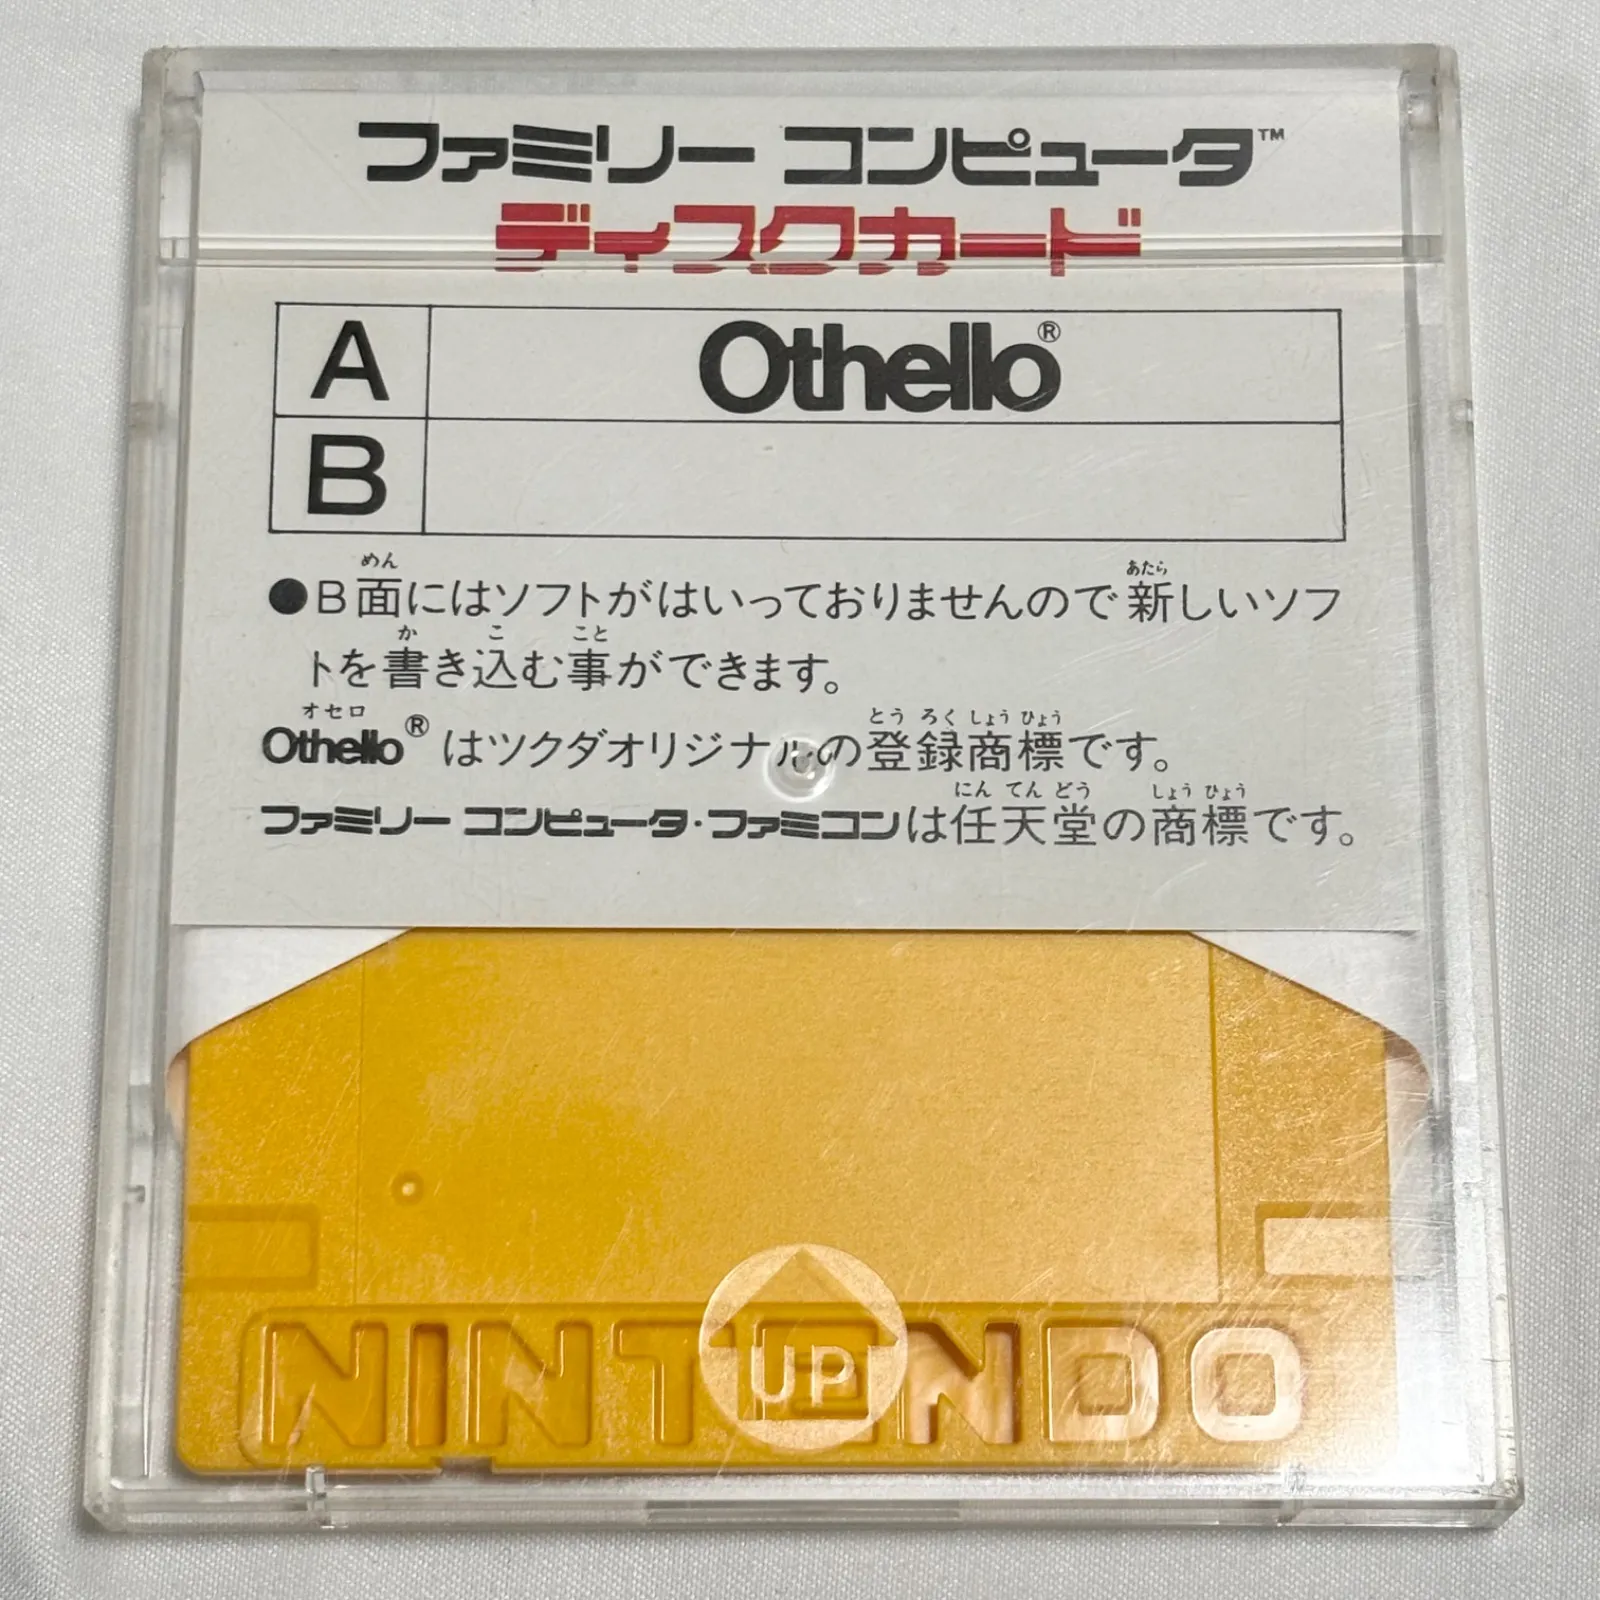 ファミリー コンピュータ™
ディスクカード
A Othello®
B
めん あたら
●B面にはソフトがはいっておりませんので新しいソフ
か こ こと
トを書き込む事ができます。
オセロ とうろくしょうひょう
Othello®はツクダオリジナルの登録商標です。
にんてんどう しょうひょう
ファミリー コンピュータ・ファミコンは任天堂の商標です。
UP
NINTENDO